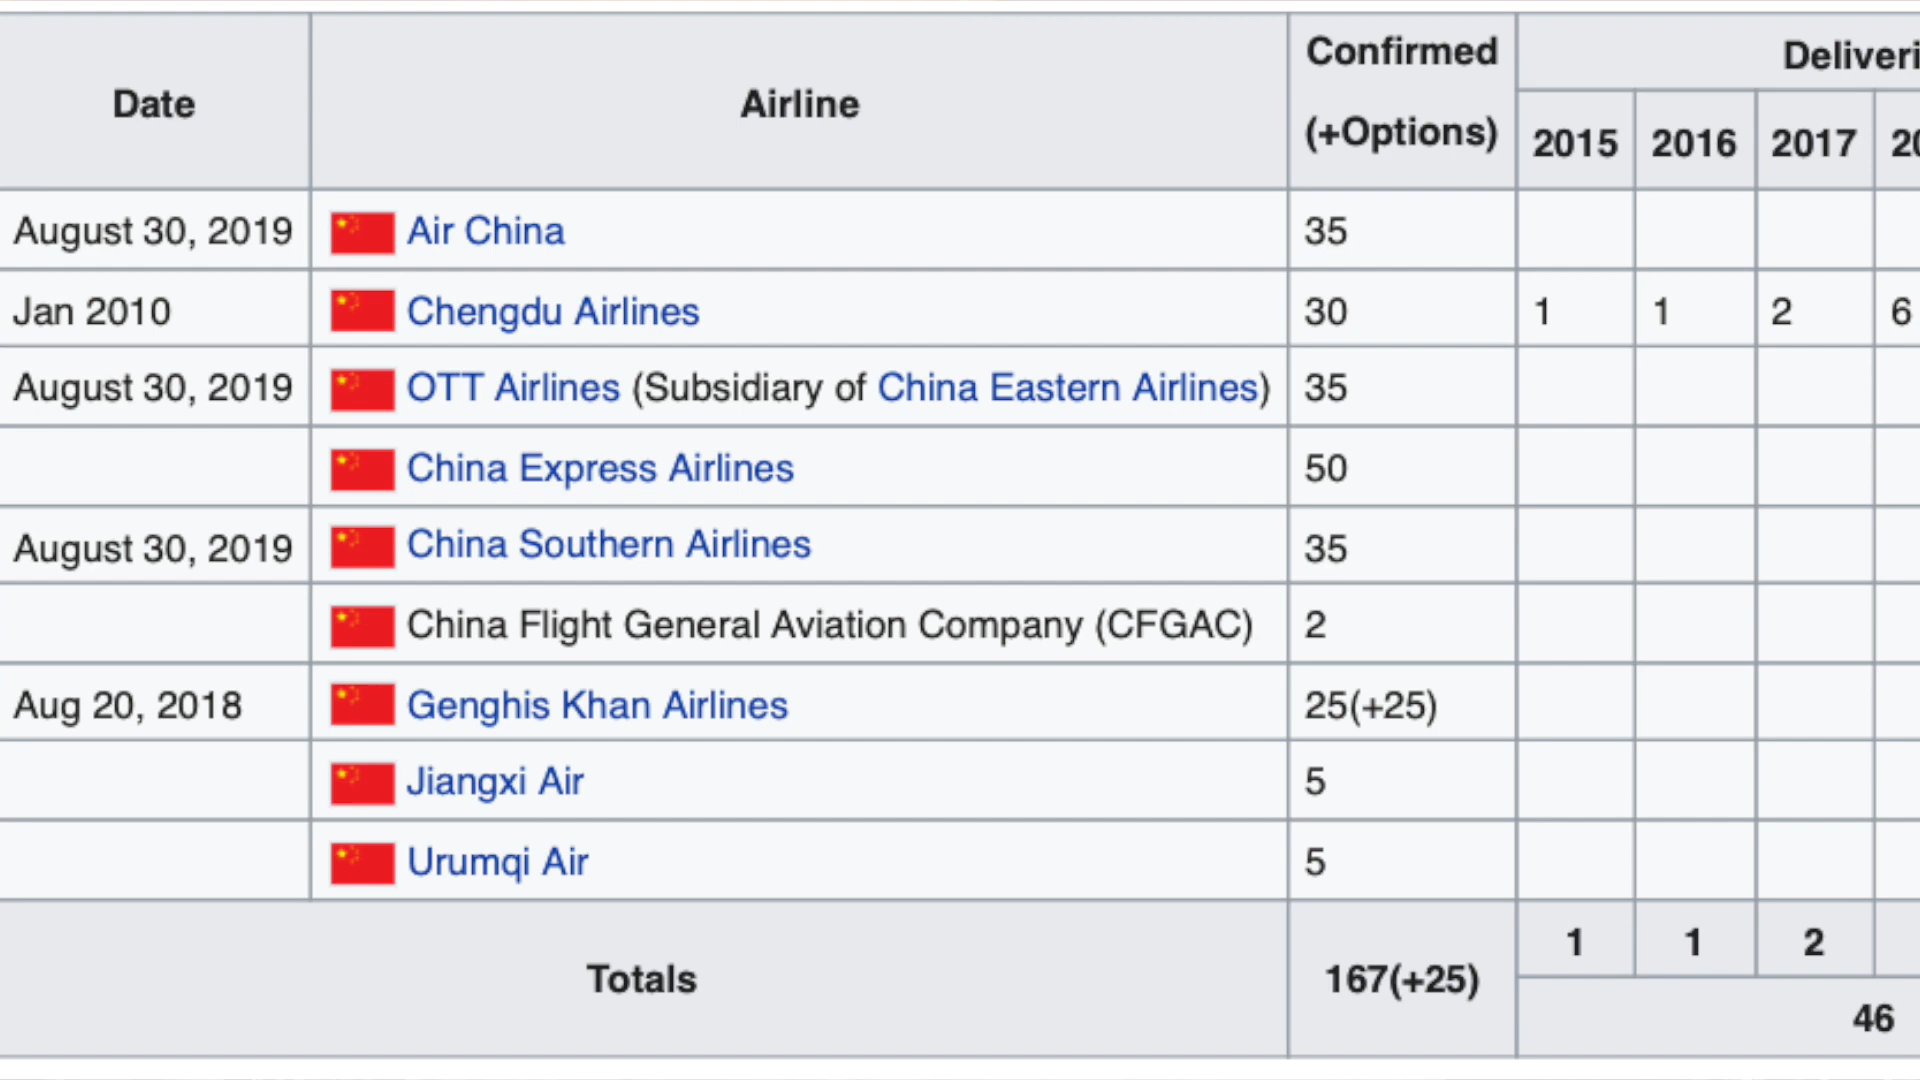 Date Airline Confirmed (+Options) Deliveri
2015 2016 2017 20
August 30, 2019 Air China 35
Jan 2010 Chengdu Airlines 30 1 1 2 6
August 30, 2019 OTT Airlines (Subsidiary of China Eastern Airlines) 35
China Express Airlines 50
August 30, 2019 China Southern Airlines 35
China Flight General Aviation Company (CFGAC) 2
Aug 20, 2018 Genghis Khan Airlines 25(+25)
Jiangxi Air 5
Urumqi Air 5
Totals 167(+25) 1 1 2
46